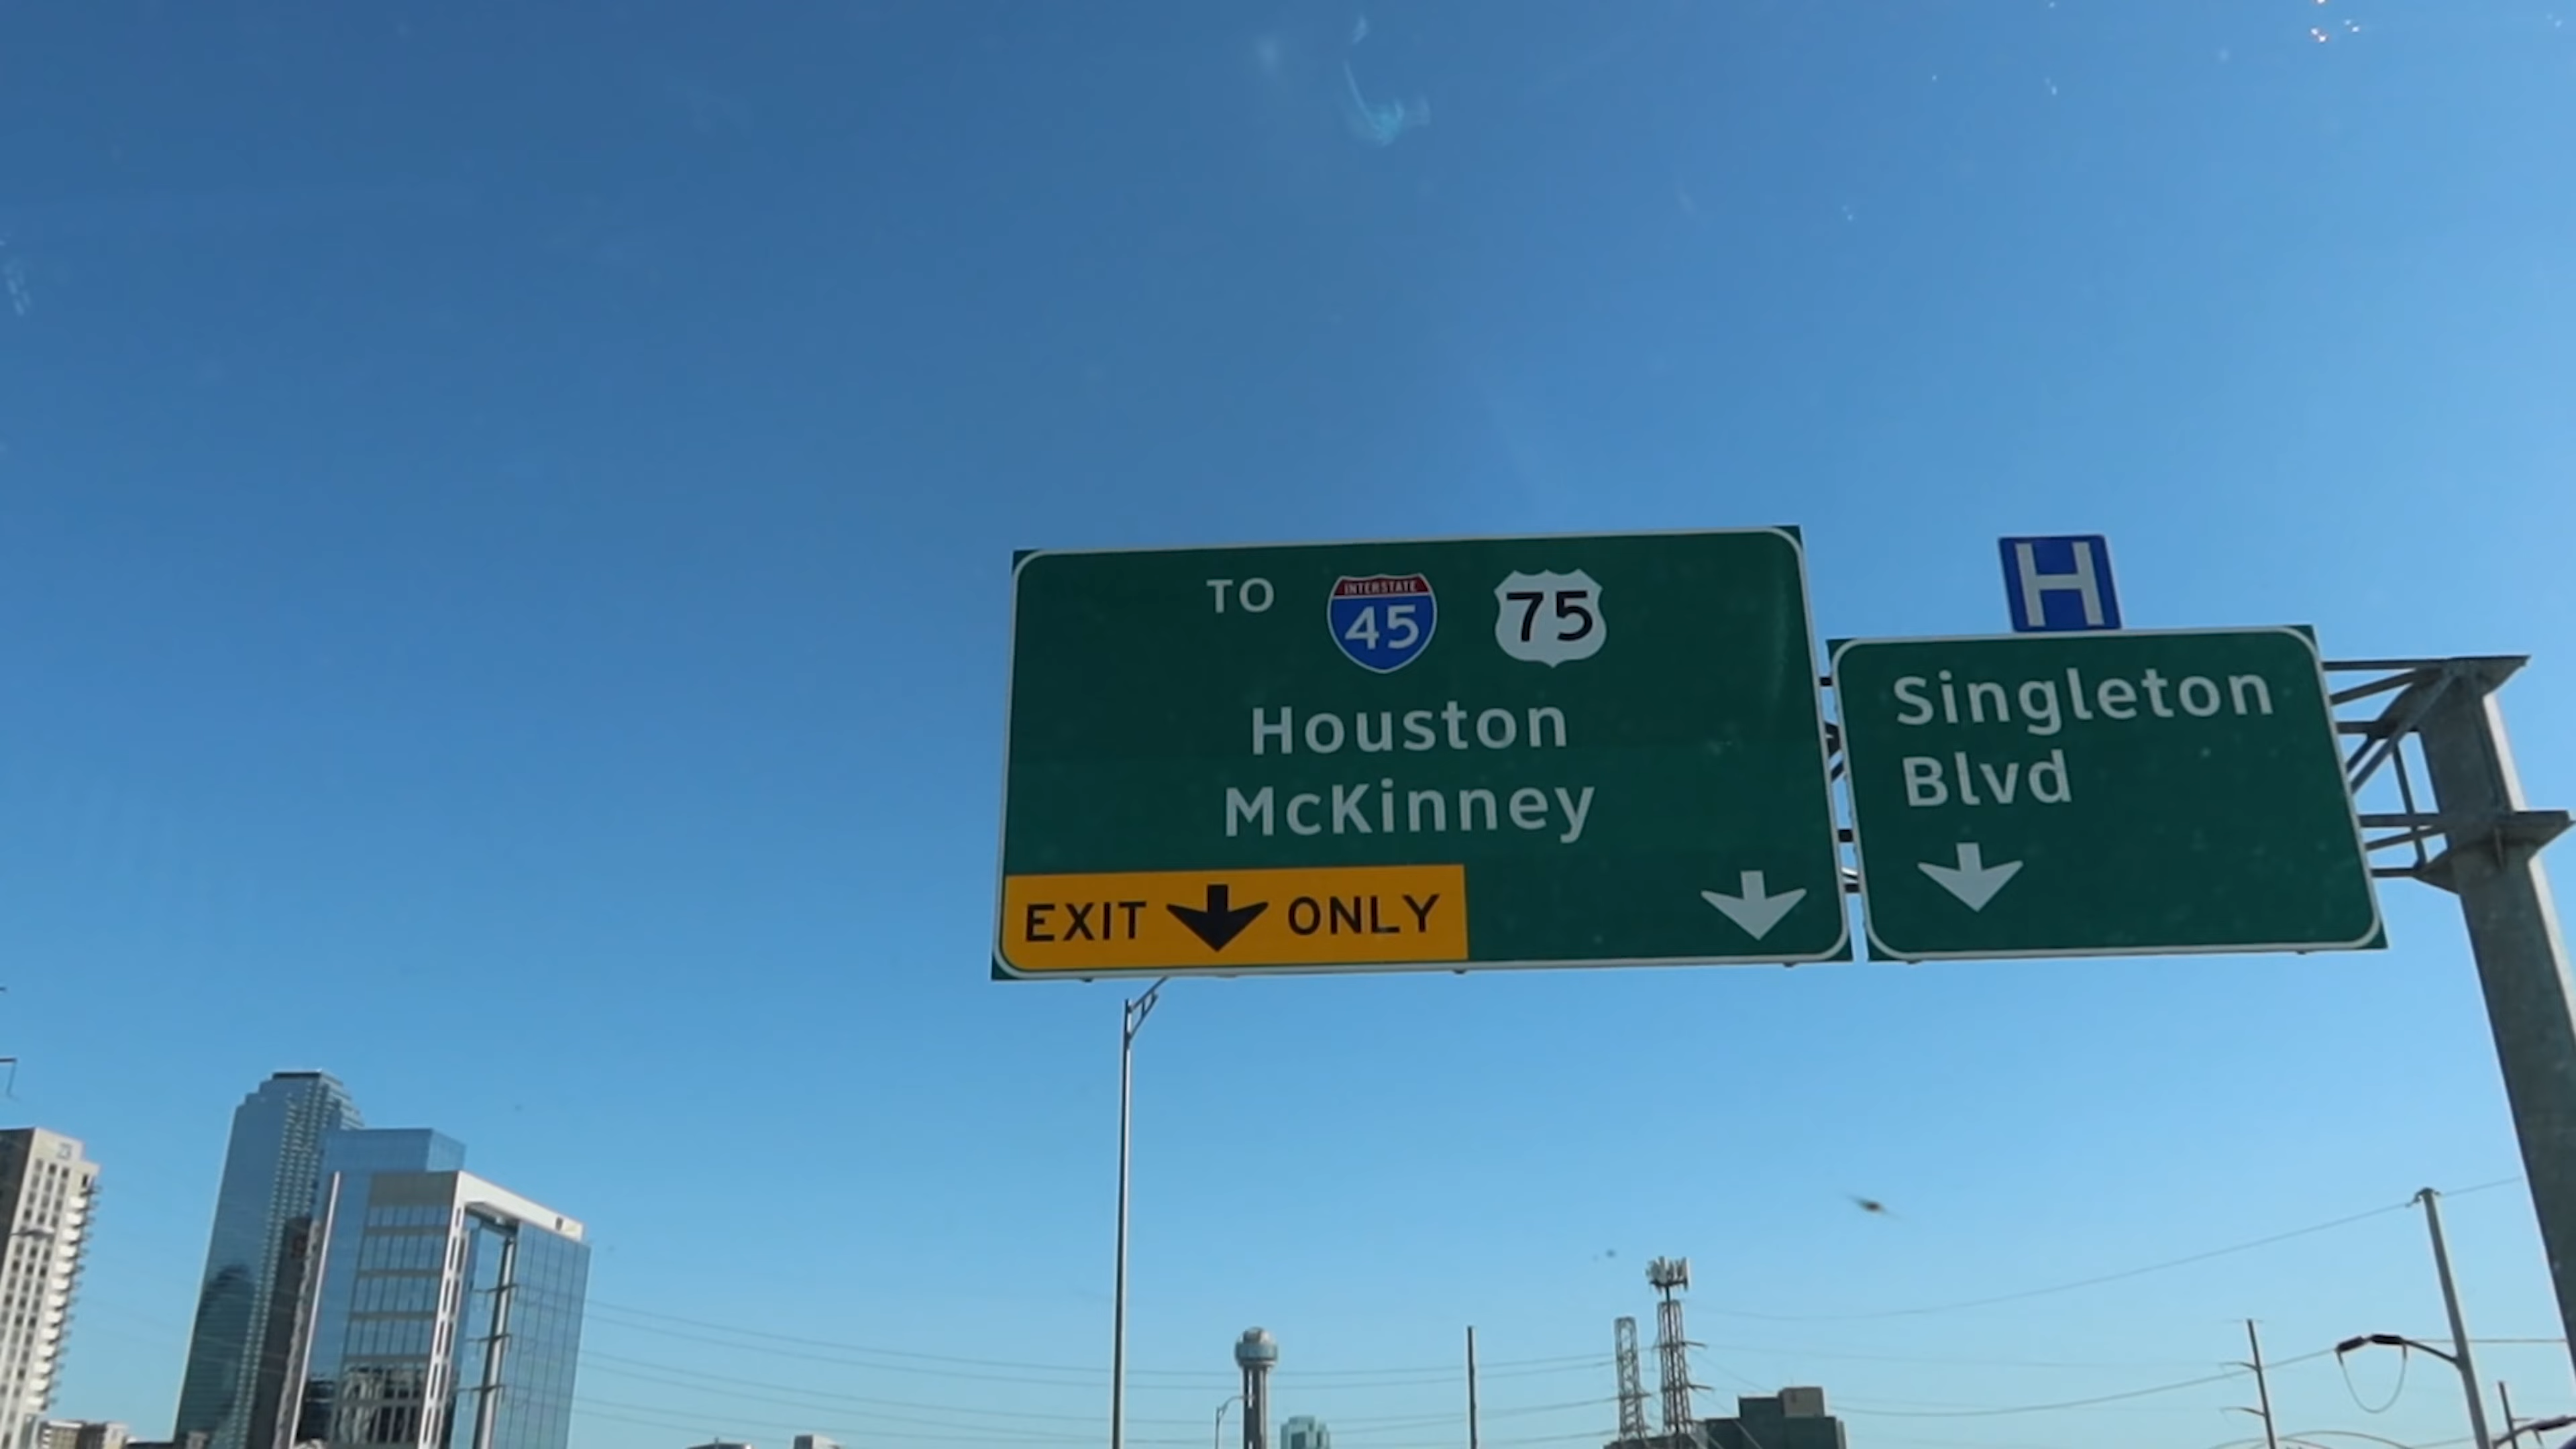 TO INTERSTATE 45 75
Houston
McKinney
EXIT ONLY
H
Singleton
Blvd